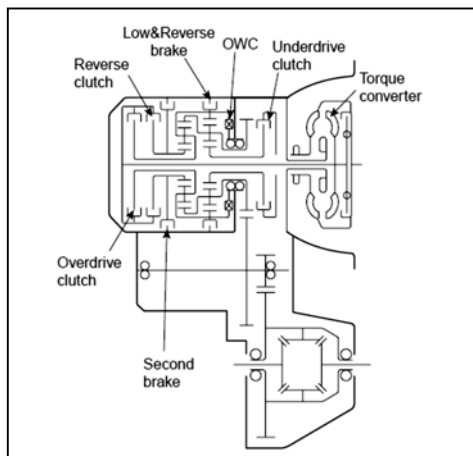 Low&Reverse
brake
OWC
Underdrive
clutch
Reverse
clutch
Torque
converter
Overdrive
clutch
Second
brake